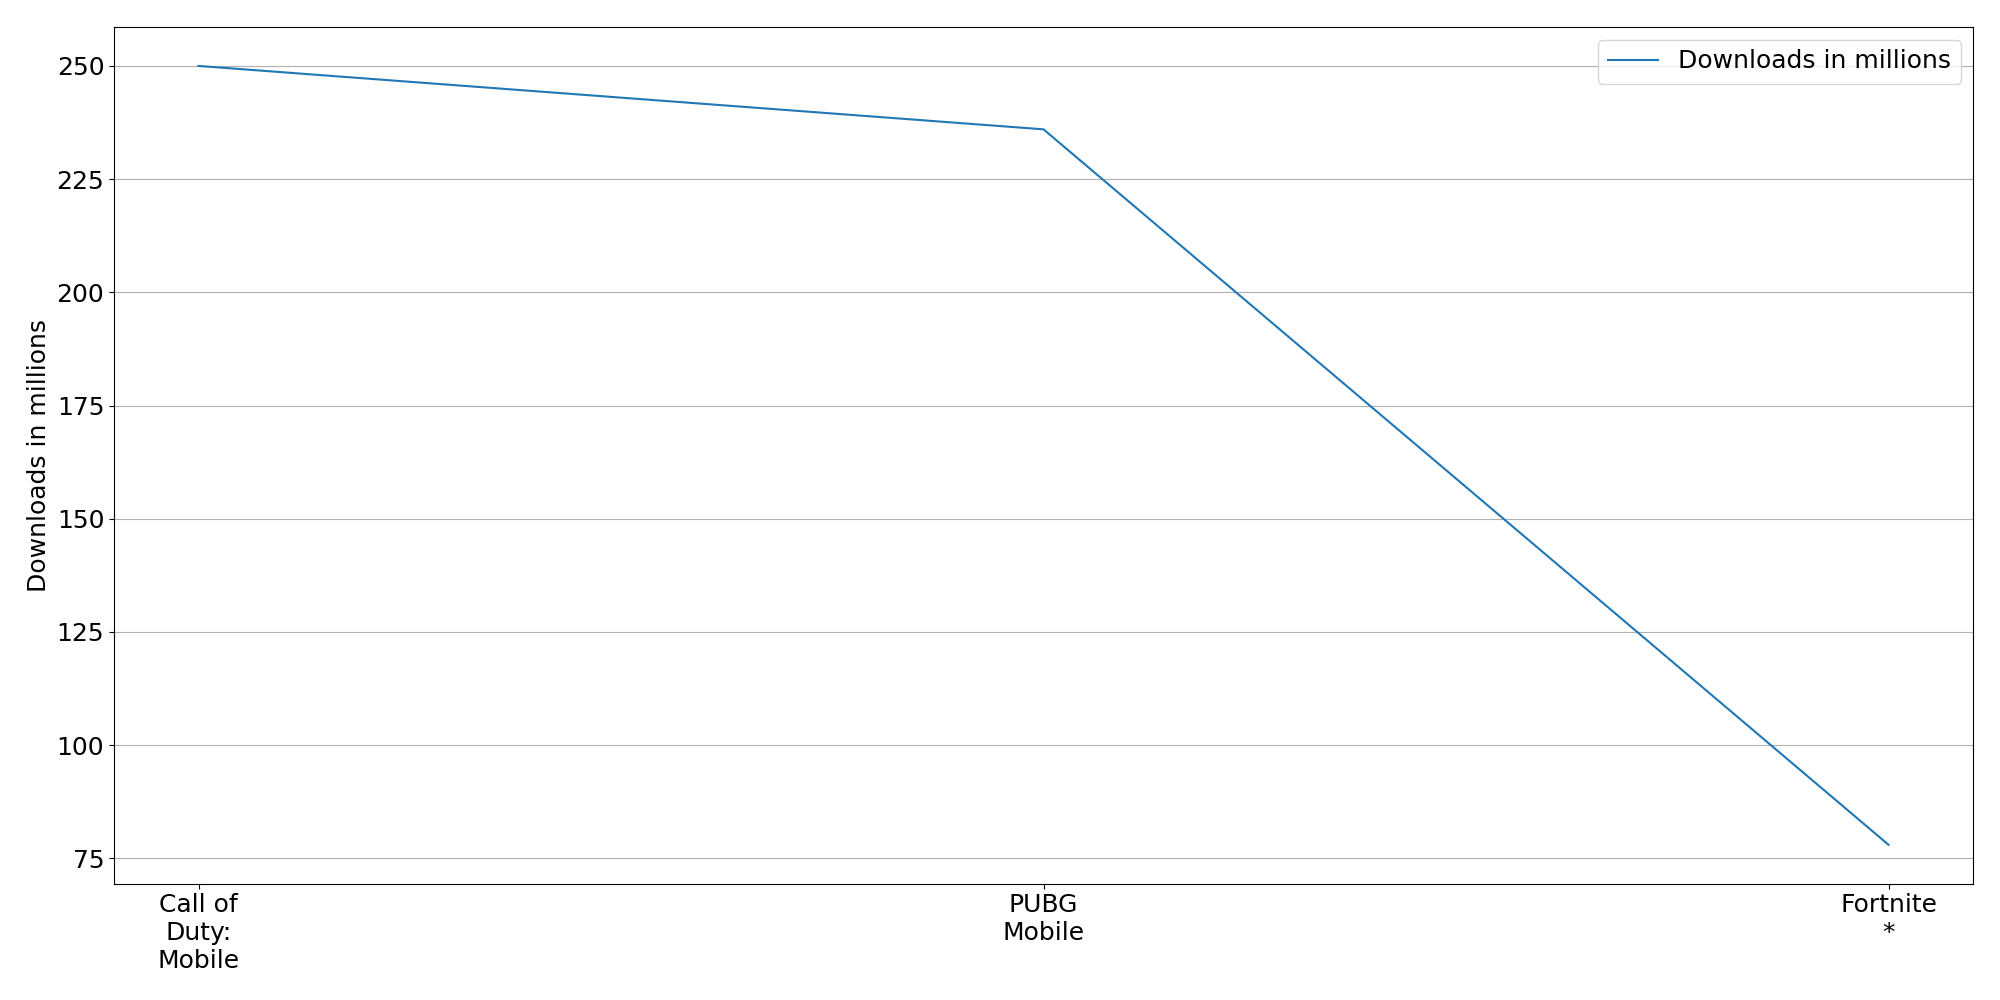 Downloads in millions
250
225
200
175
150
125
100
75
Downloads in millions
Call of
Duty:
Mobile
PUBG
Mobile
Fortnite
*